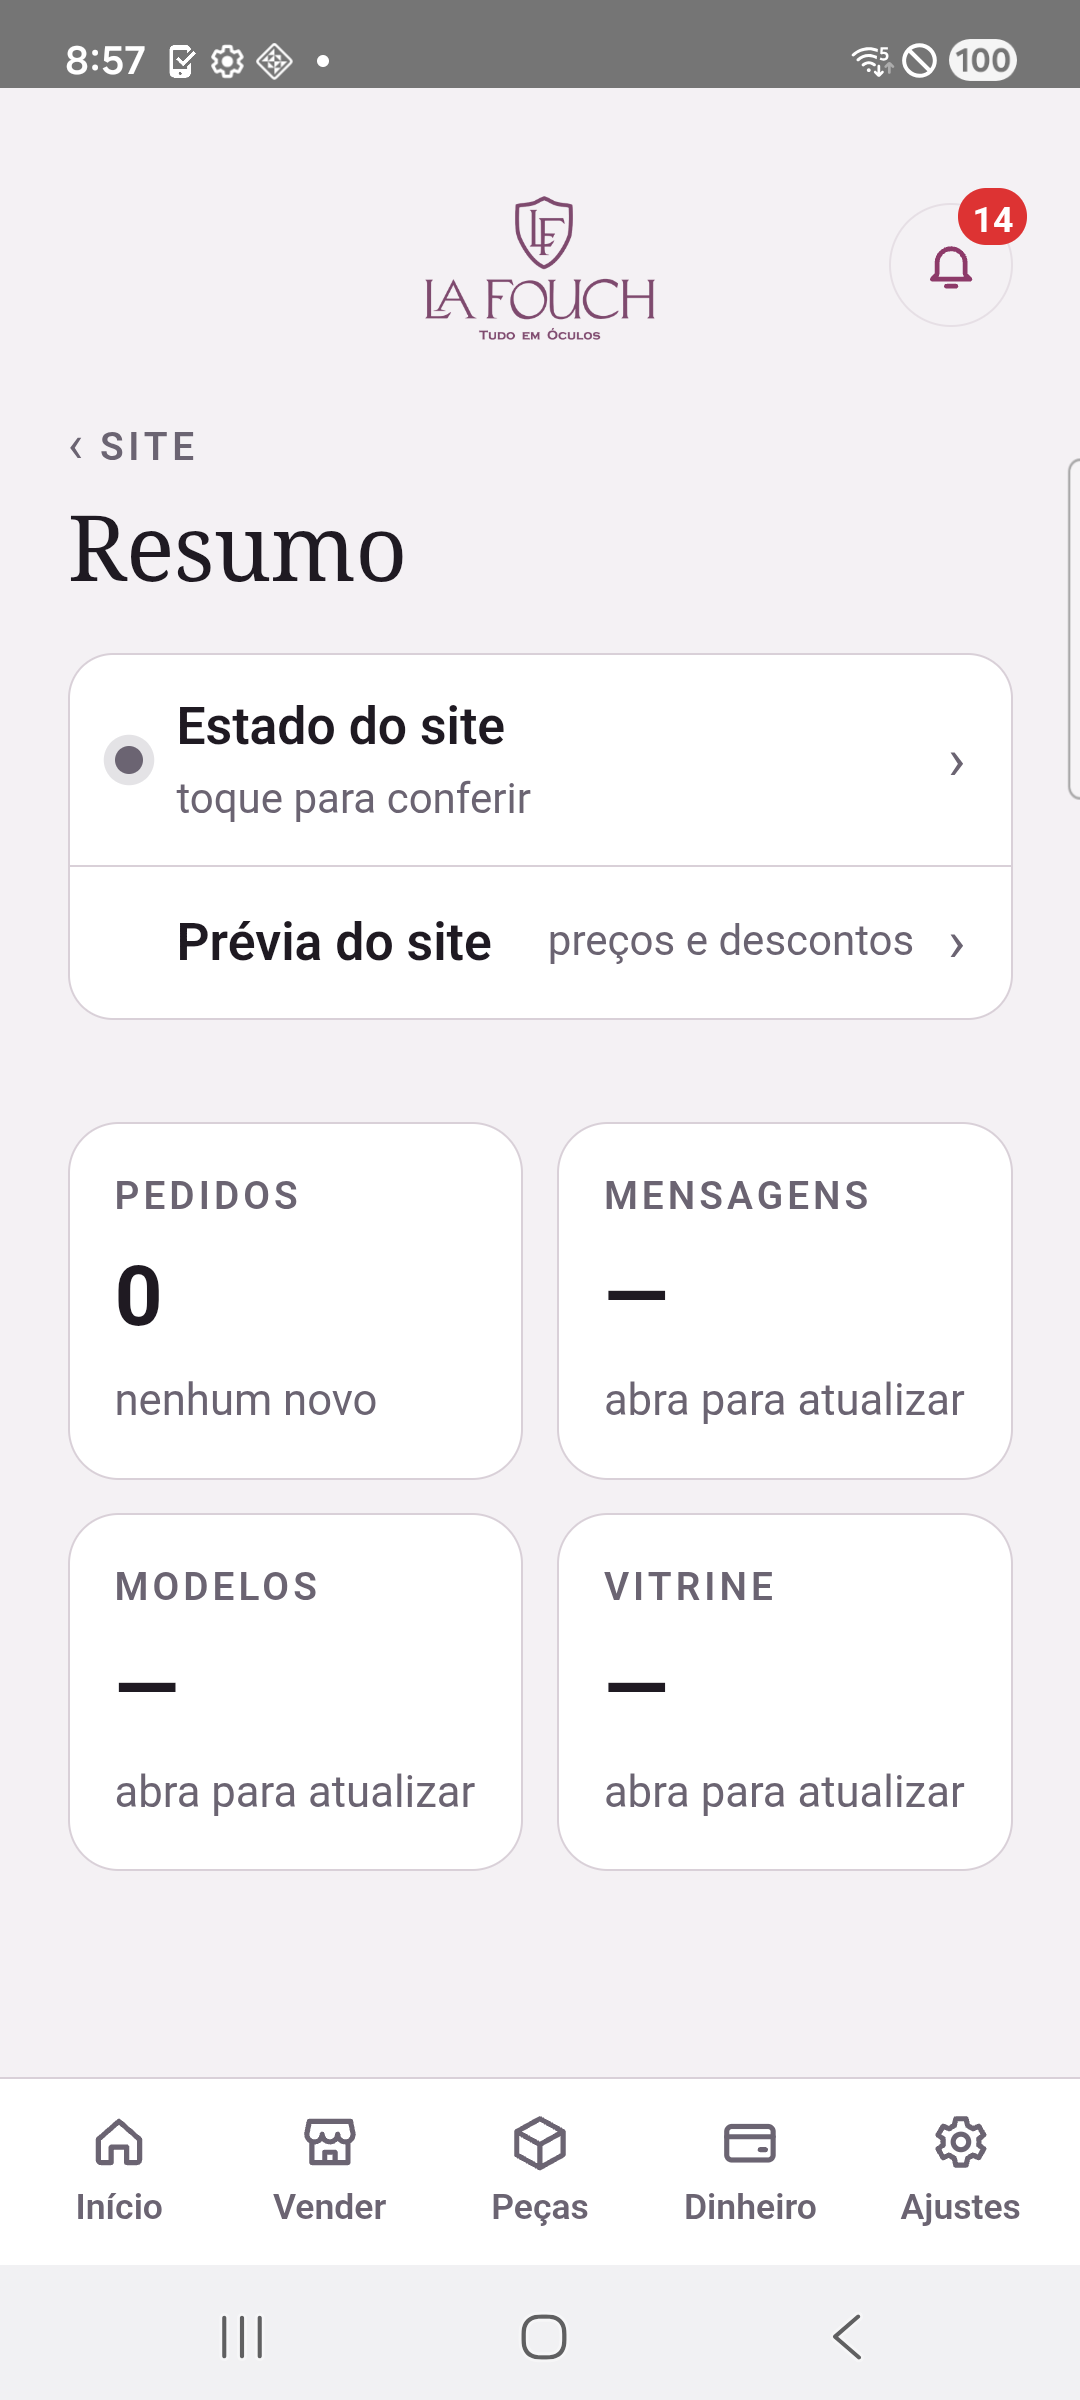 8:57
5
100
14
LF
LA FOUCH
TUDO EM ÓCULOS
‹ SITE
Resumo
Estado do site
toque para conferir
›
Prévia do site preços e descontos ›
PEDIDOS
0
nenhum novo
MENSAGENS
—
abra para atualizar
MODELOS
—
abra para atualizar
VITRINE
—
abra para atualizar
Início
Vender
Peças
Dinheiro
Ajustes